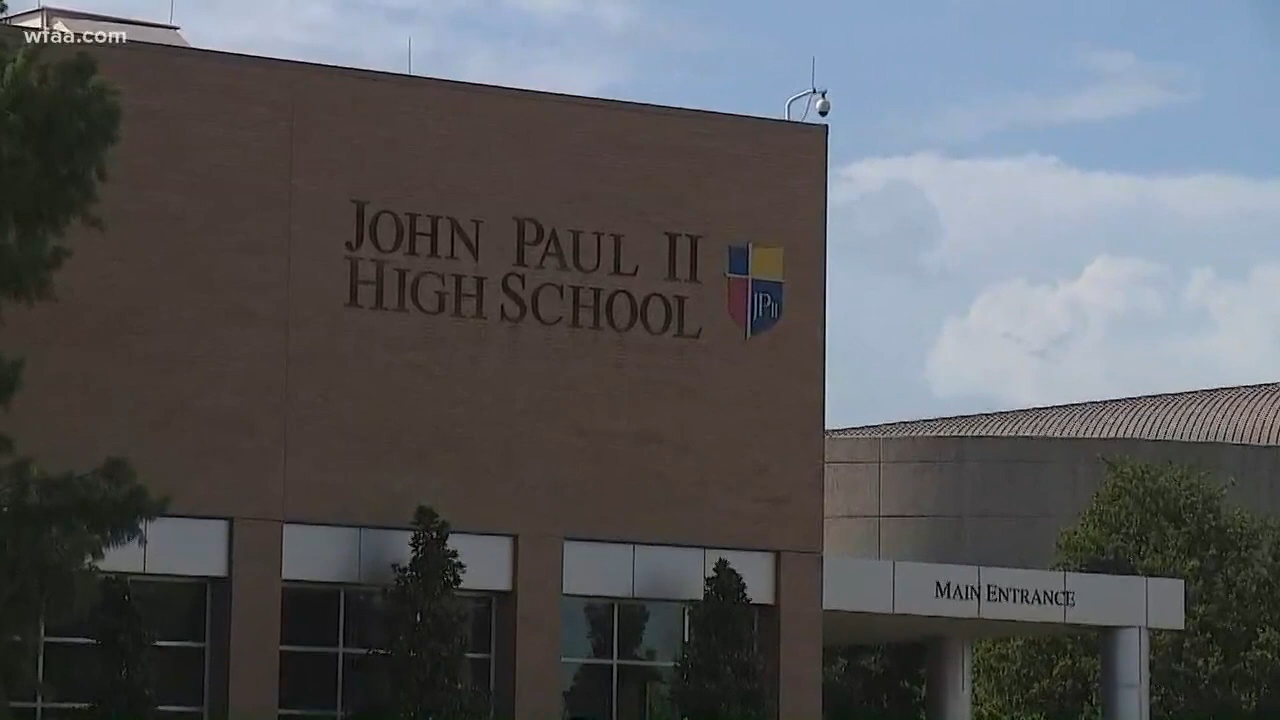 wfaa.com
JOHN PAUL II
HIGH SCHOOL
JPII
MAIN ENTRANCE